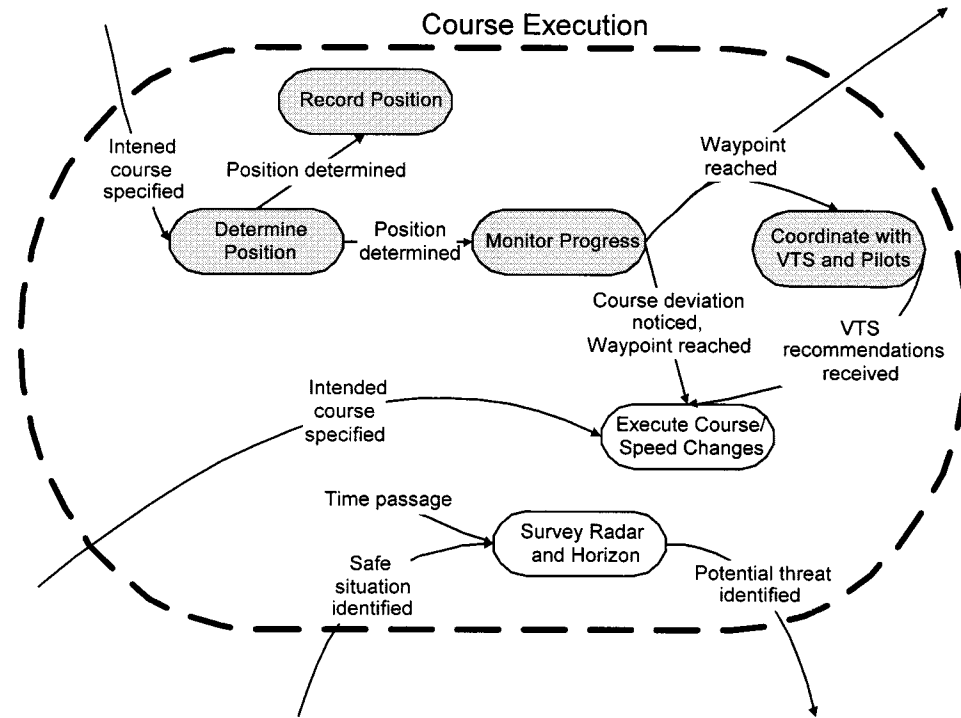 Course Execution
Record Position
Intened
course
specified
Position determined
Waypoint
reached
Determine
Position
Position
determined
Monitor Progress
Coordinate with
VTS and Pilots
Course deviation
noticed,
Waypoint reached
VTS
recommendations
received
Intended
course
specified
Execute Course/
Speed Changes
Time passage
Survey Radar
and Horizon
Safe
situation
identified
Potential threat
identified